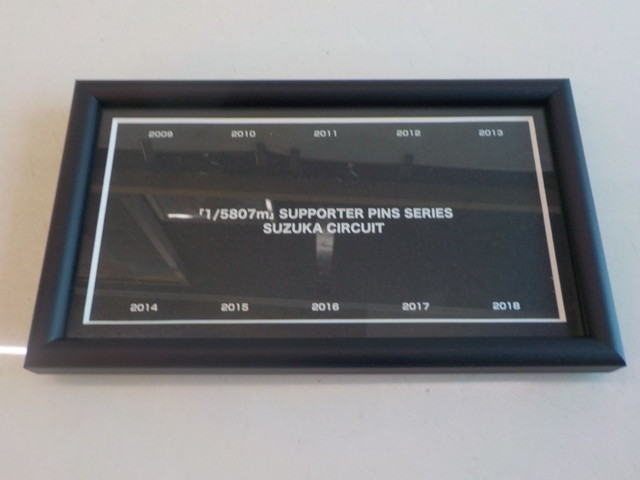 2009 2010 2011 2012 2013
「1/5807m」 SUPPORTER PINS SERIES
SUZUKA CIRCUIT
2014 2015 2016 2017 2018